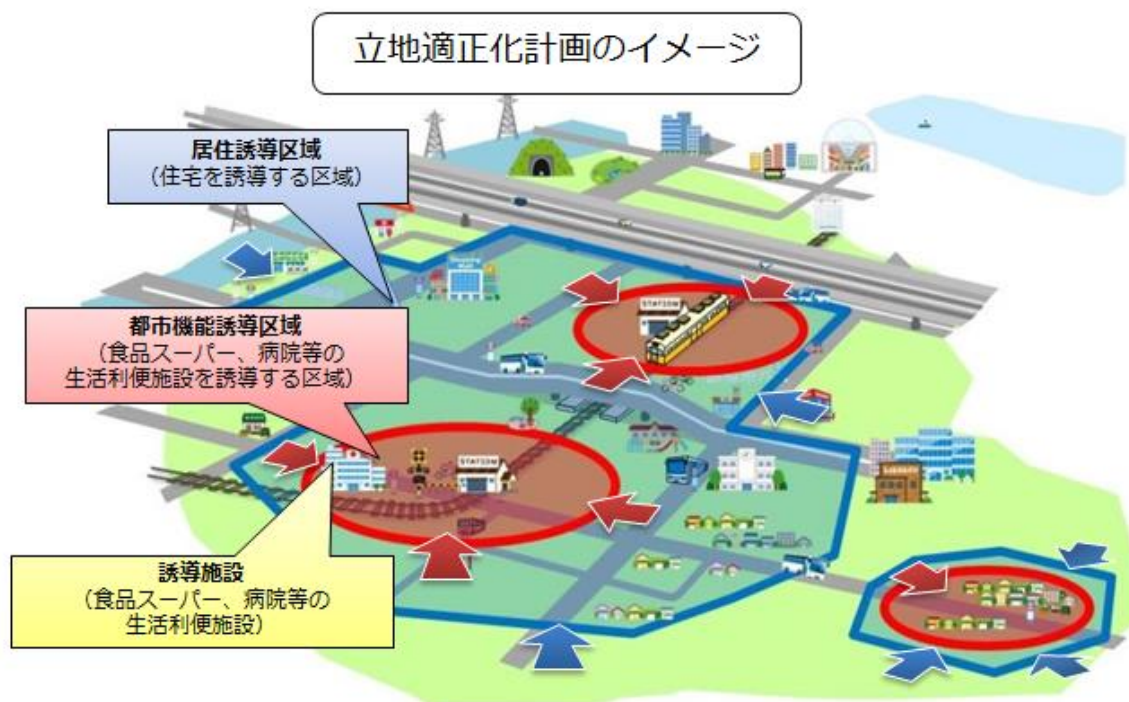 立地適正化計画のイメージ
居住誘導区域
（住宅を誘導する区域）
都市機能誘導区域
（食品スーパー、病院等の
生活利便施設を誘導する区域）
誘導施設
（食品スーパー、病院等の
生活利便施設）
Shopping
Mall
STATION
STATION
LIBRARY